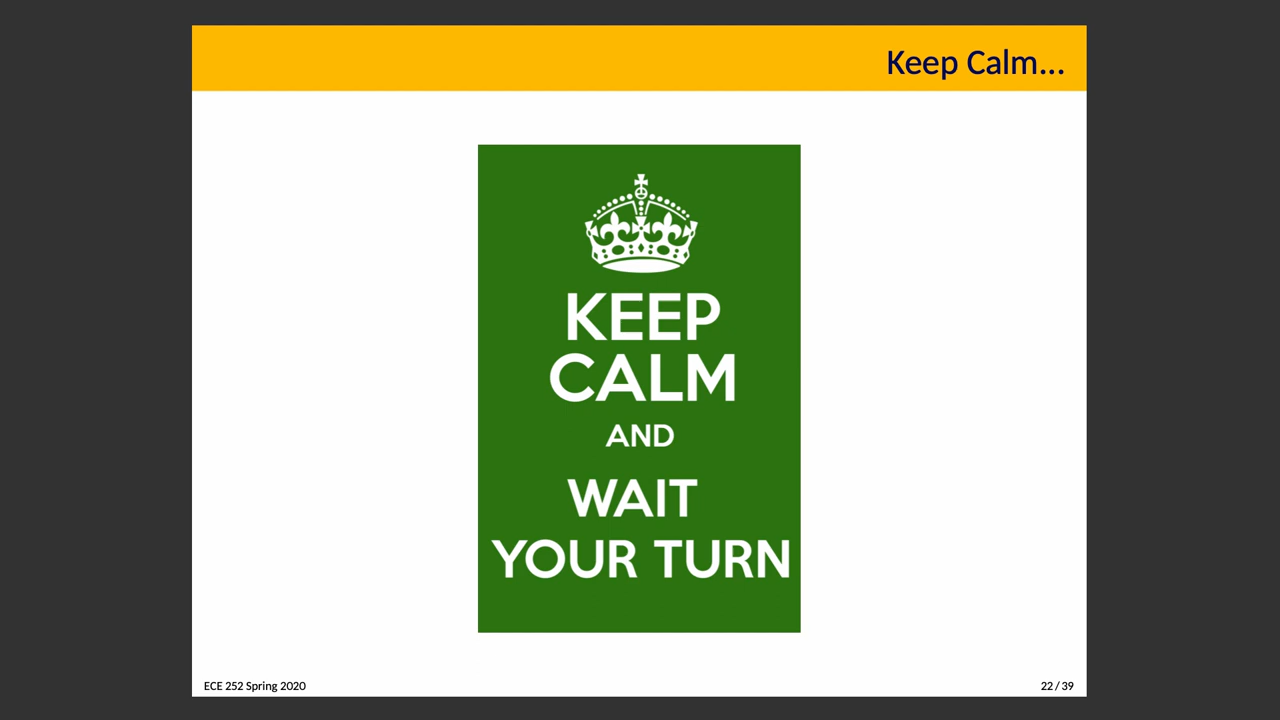 Keep Calm...
KEEP
CALM
AND
WAIT
YOUR TURN
ECE 252 Spring 2020
22 / 39